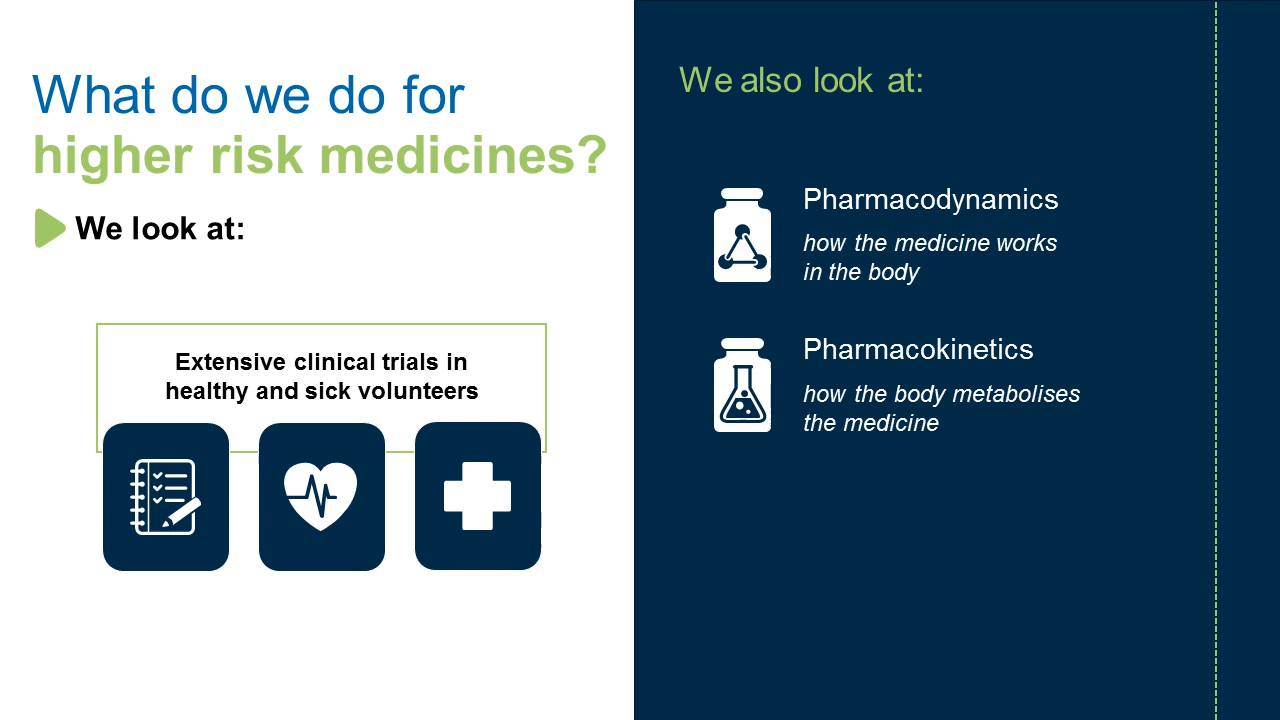 What do we do for
higher risk medicines?
We look at:
Extensive clinical trials in
healthy and sick volunteers
We also look at:
Pharmacodynamics
how the medicine works
in the body
Pharmacokinetics
how the body metabolises
the medicine